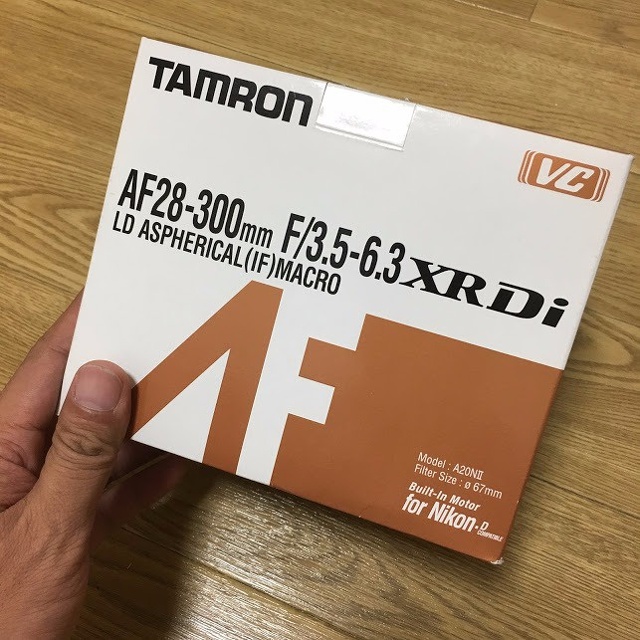 TAMRON
VC
AF28-300mm F/3.5-6.3 XR Di
LD ASPHERICAL(IF)MACRO
AF
Model : A20NII
Filter Size : ø 67mm
Built-In Motor
for Nikon-D
COMPATIBLE